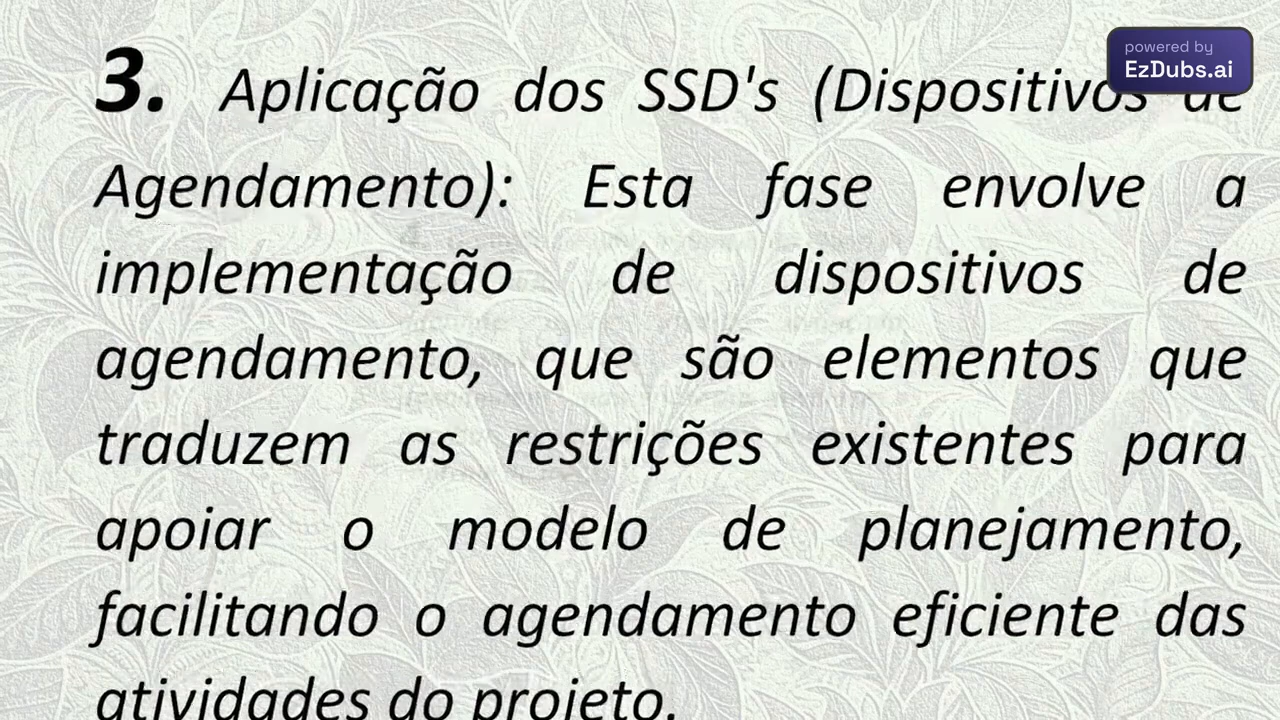 3. Aplicação dos SSD's (Dispositivos de
Agendamento): Esta fase envolve a
implementação de dispositivos de
agendamento, que são elementos que
traduzem as restrições existentes para
apoiar o modelo de planejamento,
facilitando o agendamento eficiente das
atividades do projeto.
powered by
EzDubs.ai